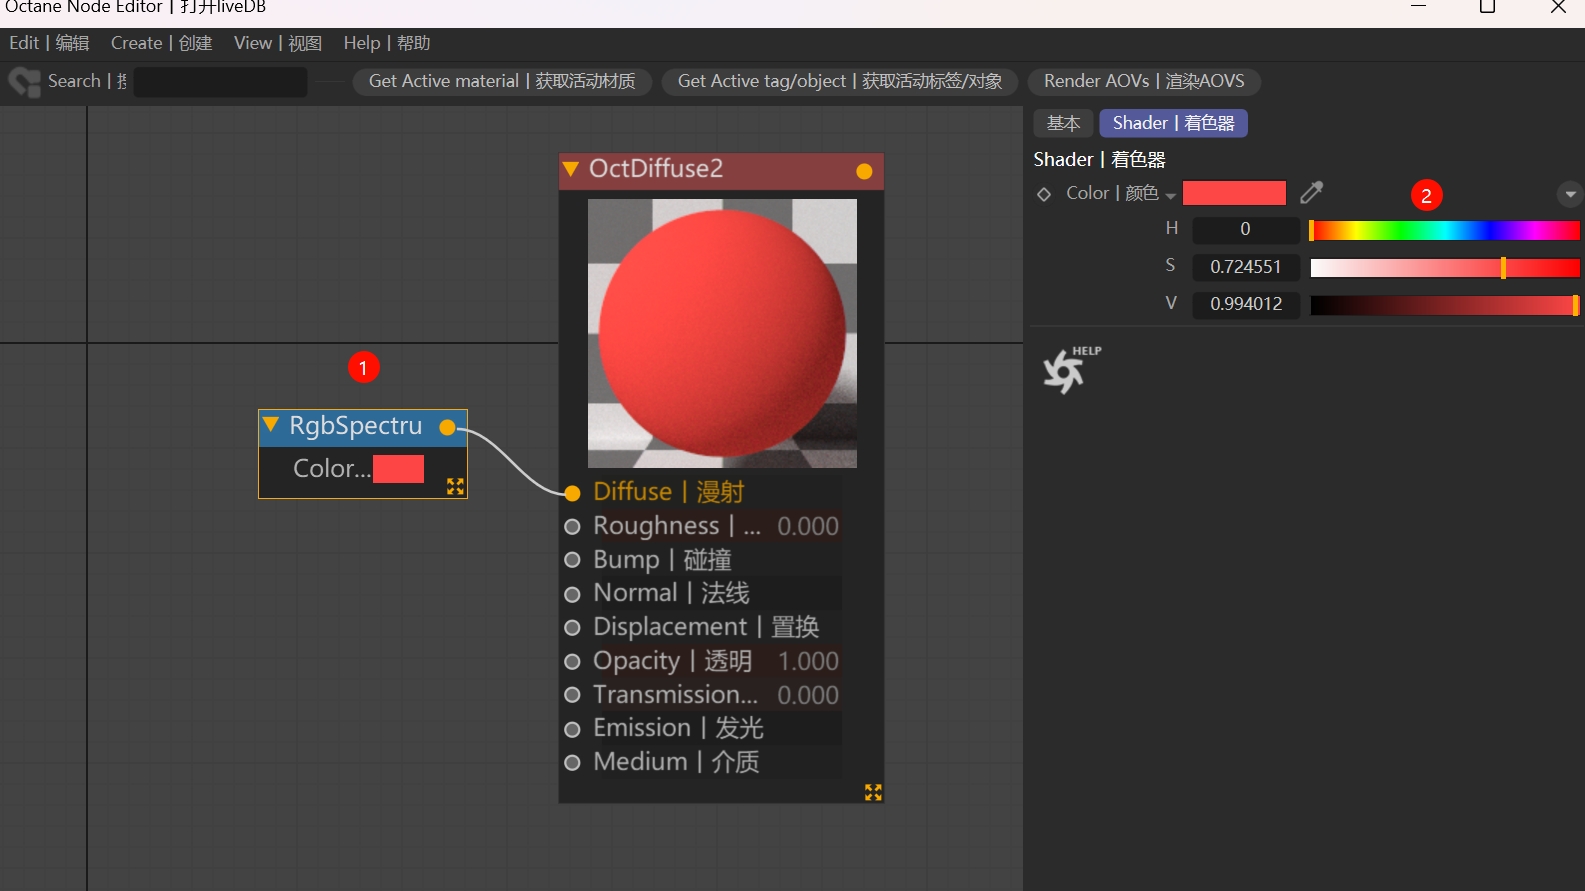 Octane Node Editor | 打开liveDB
Edit | 编辑 Create | 创建 View | 视图 Help | 帮助
Search | Get Active material | 获取活动材质 Get Active tag/object | 获取活动标签/对象 Render AOVs | 渲染AOVS
基本 Shader | 着色器
Shader | 着色器
Color | 颜色 2
H 0
S 0.724551
V 0.994012
HELP
1
RgbSpectru
Color...
OctDiffuse2
Diffuse | 漫射
Roughness | ... 0.000
Bump | 碰撞
Normal | 法线
Displacement | 置换
Opacity | 透明 1.000
Transmission... 0.000
Emission | 发光
Medium | 介质